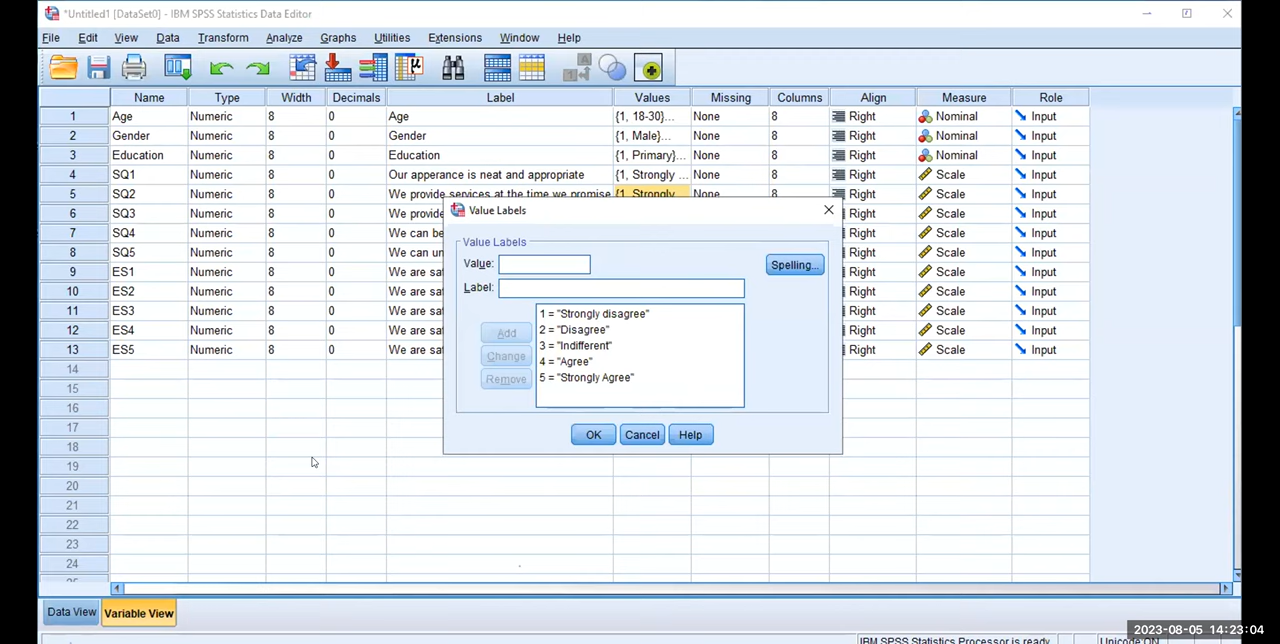 *Untitled1 [DataSet0] - IBM SPSS Statistics Data Editor
File Edit View Data Transform Analyze Graphs Utilities Extensions Window Help
Name Type Width Decimals Label Values Missing Columns Align Measure Role
1 Age Numeric 8 0 Age {1, 18-30}... None 8 Right Nominal Input
2 Gender Numeric 8 0 Gender {1, Male}... None 8 Right Nominal Input
3 Education Numeric 8 0 Education {1, Primary}... None 8 Right Nominal Input
4 SQ1 Numeric 8 0 Our apperance is neat and appropriate {1, Strongly ... None 8 Right Scale Input
5 SQ2 Numeric 8 0 We provide services at the time we promise {1, Strongly None 8 Right Scale Input
6 SQ3 Numeric 8 0 We provide Right Scale Input
7 SQ4 Numeric 8 0 We can be Right Scale Input
8 SQ5 Numeric 8 0 We can un Right Scale Input
9 ES1 Numeric 8 0 We are sat Right Scale Input
10 ES2 Numeric 8 0 We are sat Right Scale Input
11 ES3 Numeric 8 0 We are sat Right Scale Input
12 ES4 Numeric 8 0 We are sat Right Scale Input
13 ES5 Numeric 8 0 We are sat Right Scale Input
14
15
16
17
18
19
20
21
22
23
24
Value Labels
Value Labels
Value: Spelling...
Label:
Add
Change
Remove
1 = "Strongly disagree"
2 = "Disagree"
3 = "Indifferent"
4 = "Agree"
5 = "Strongly Agree"
OK Cancel Help
Data View Variable View
IBM SPSS Statistics Processor is ready Unicode:ON
2023-08-05 14:23:04